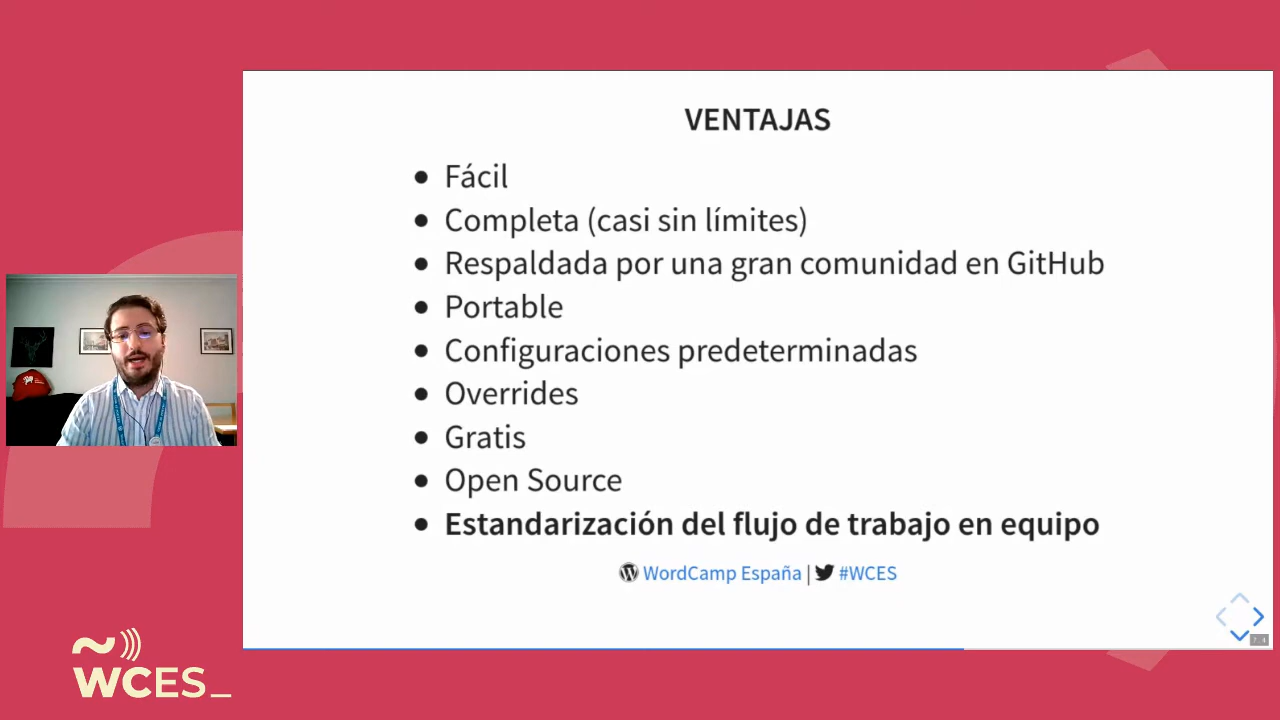 VENTAJAS
Fácil
Completa (casi sin límites)
Respaldada por una gran comunidad en GitHub
Portable
Configuraciones predeterminadas
Overrides
Gratis
Open Source
Estandarización del flujo de trabajo en equipo
WordCamp España | #WCES
WCES_